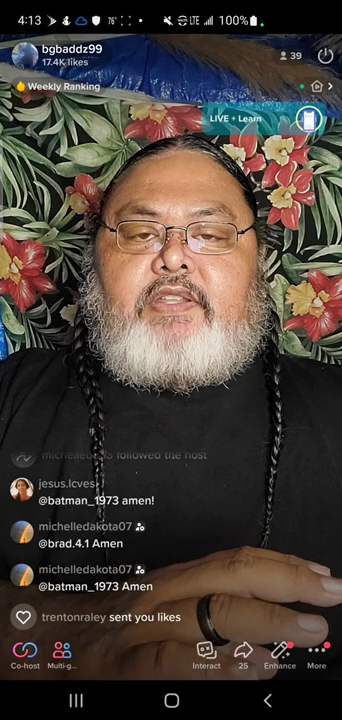 4:13
76°
LTE
100%
bgbaddz99
17.4K likes
39
Weekly Ranking
LIVE + Learn
followed the host
jesus.lcves
@batman_1973 amen!
michelledakota07
@brad.4.1 Amen
michelledakota07
@batman_1973 Amen
trentonraley sent you likes
Co-host
Multi-g...
Interact
25
Enhance
More